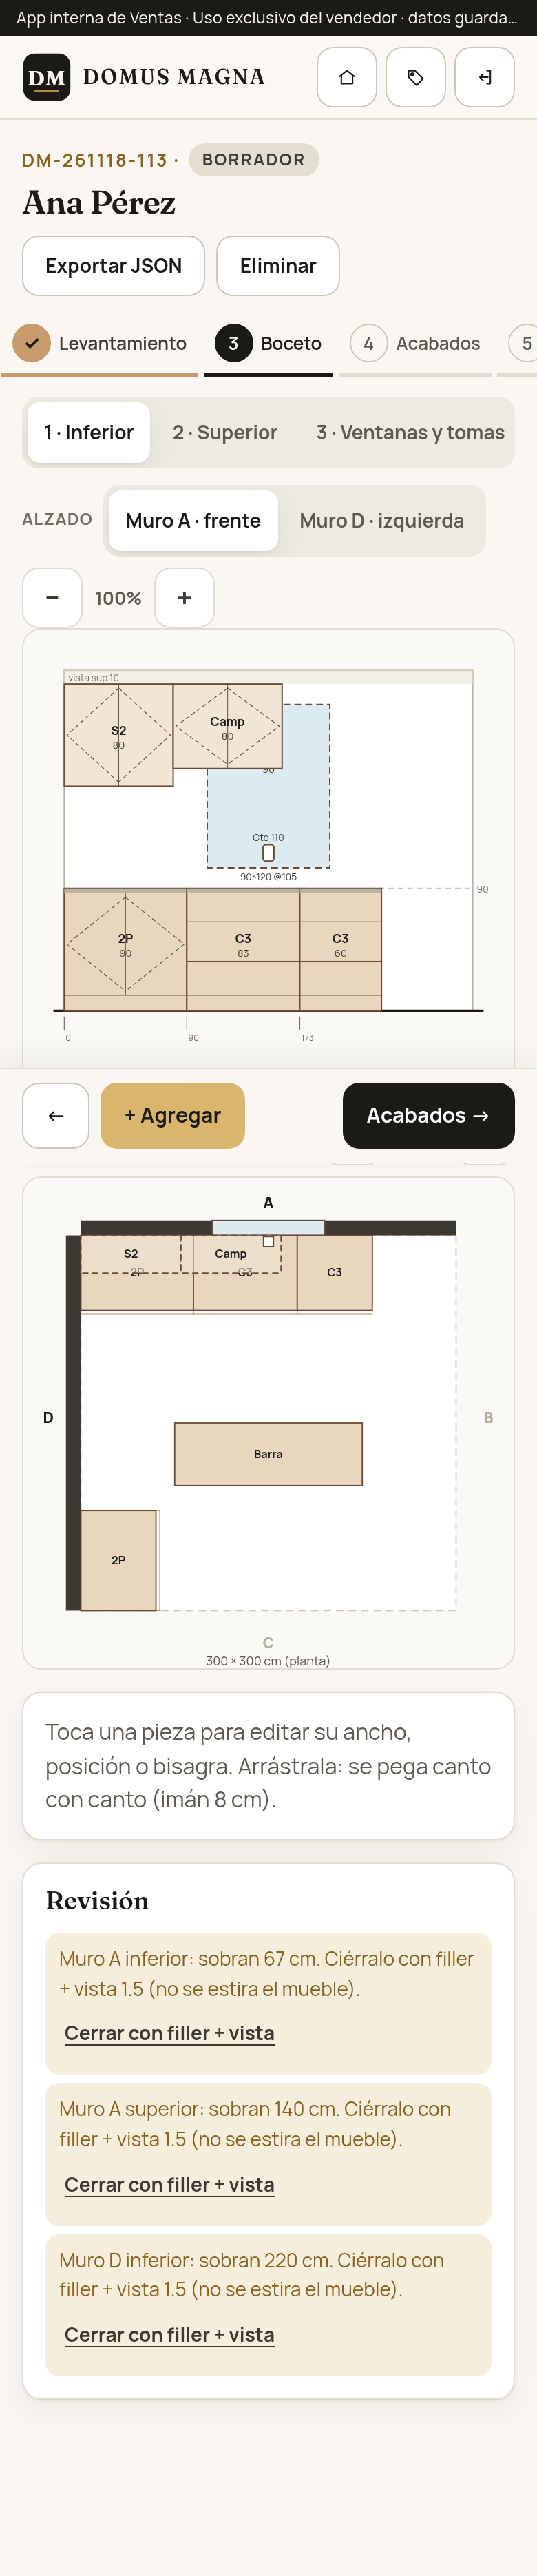 App interna de Ventas · Uso exclusivo del vendedor · datos guarda...
DM DOMUS MAGNA
DM-261118-113 · BORRADOR
Ana Pérez
Exportar JSON Eliminar
Levantamiento 3 Boceto 4 Acabados 5
1 · Inferior 2 · Superior 3 · Ventanas y tomas
ALZADO Muro A · frente Muro D · izquierda
− 100% +
vista sup 10
S2
80
Camp
80
90
Cto 110
90×120 @105
90
2P
90
C3
83
C3
60
0 90 173
← + Agregar Acabados →
A
S2 Camp
2P C3 C3
D B
Barra
2P
C
300 × 300 cm (planta)
Toca una pieza para editar su ancho,
posición o bisagra. Arrástrala: se pega canto
con canto (imán 8 cm).
Revisión
Muro A inferior: sobran 67 cm. Ciérralo con filler
+ vista 1.5 (no se estira el mueble).
Cerrar con filler + vista
Muro A superior: sobran 140 cm. Ciérralo con
filler + vista 1.5 (no se estira el mueble).
Cerrar con filler + vista
Muro D inferior: sobran 220 cm. Ciérralo con
filler + vista 1.5 (no se estira el mueble).
Cerrar con filler + vista